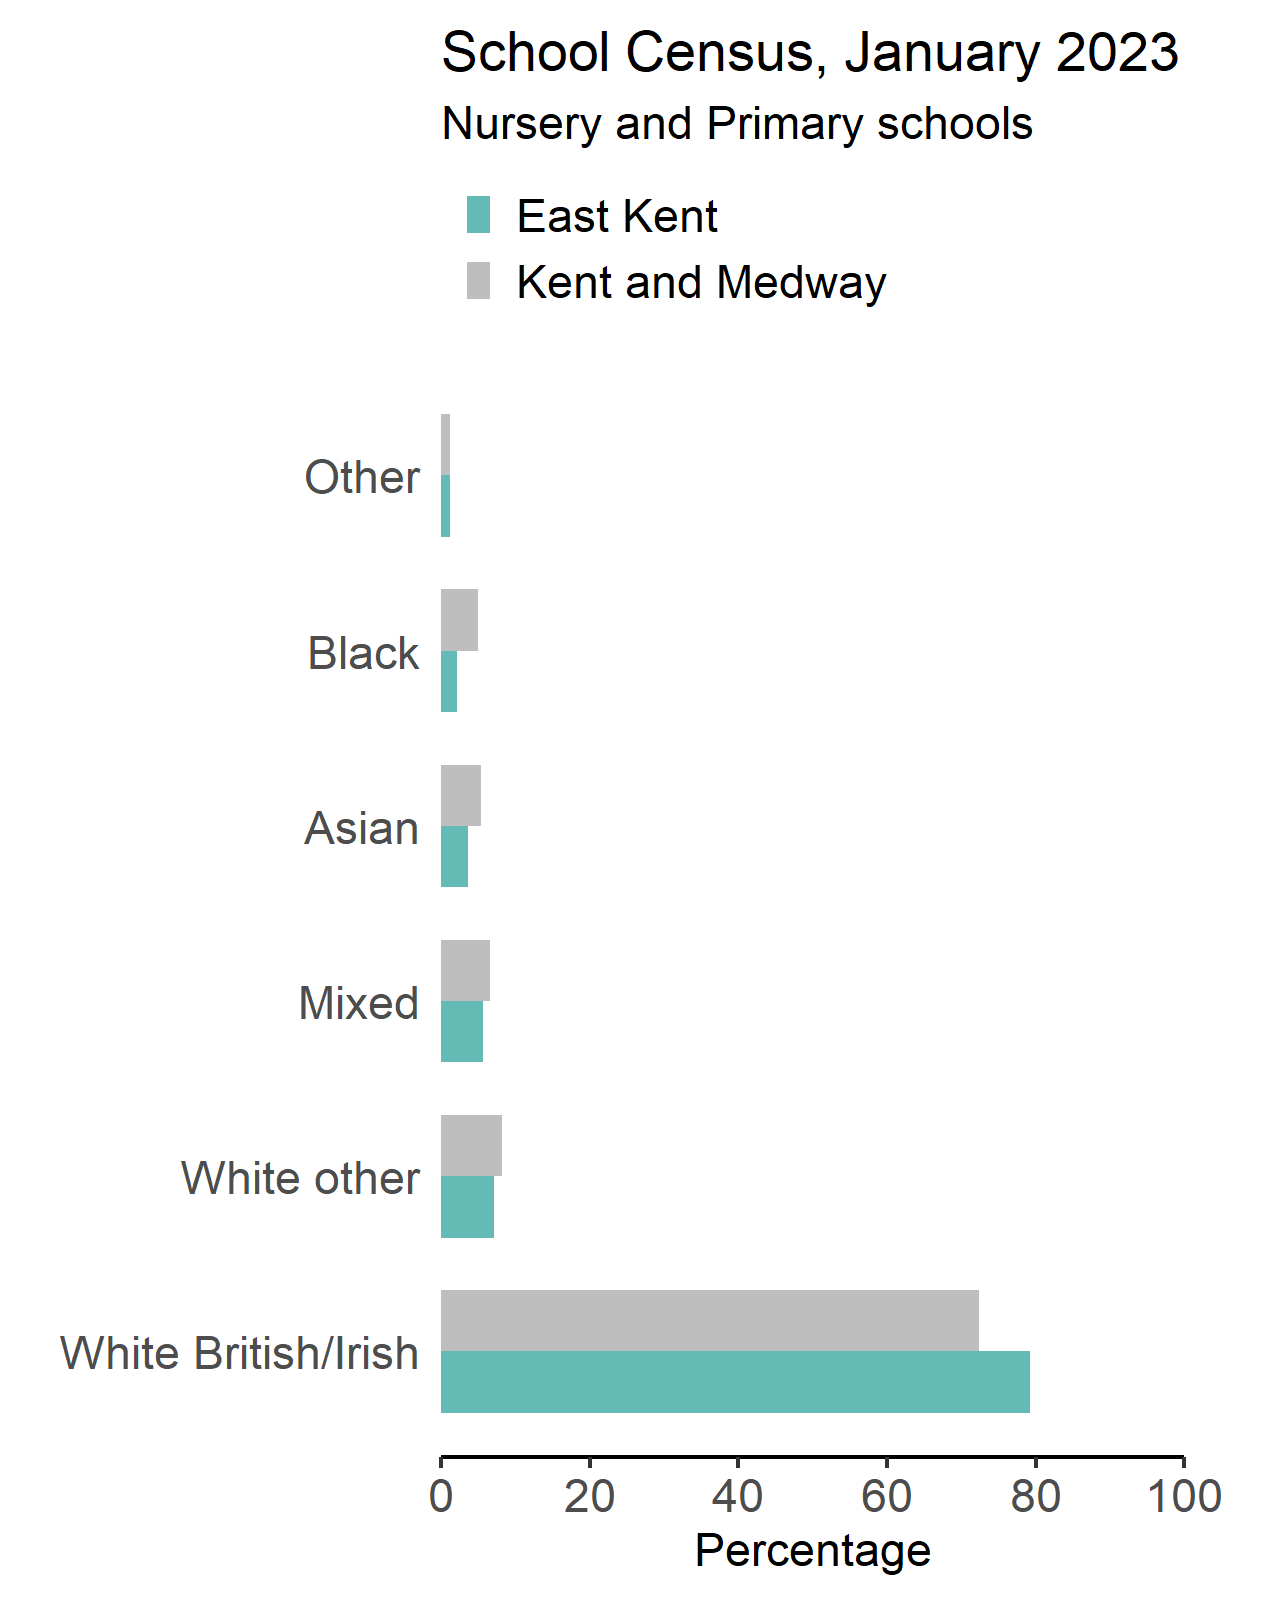 School Census, January 2023
Nursery and Primary schools
East Kent
Kent and Medway
Other
Black
Asian
Mixed
White other
White British/Irish
0 20 40 60 80 100
Percentage